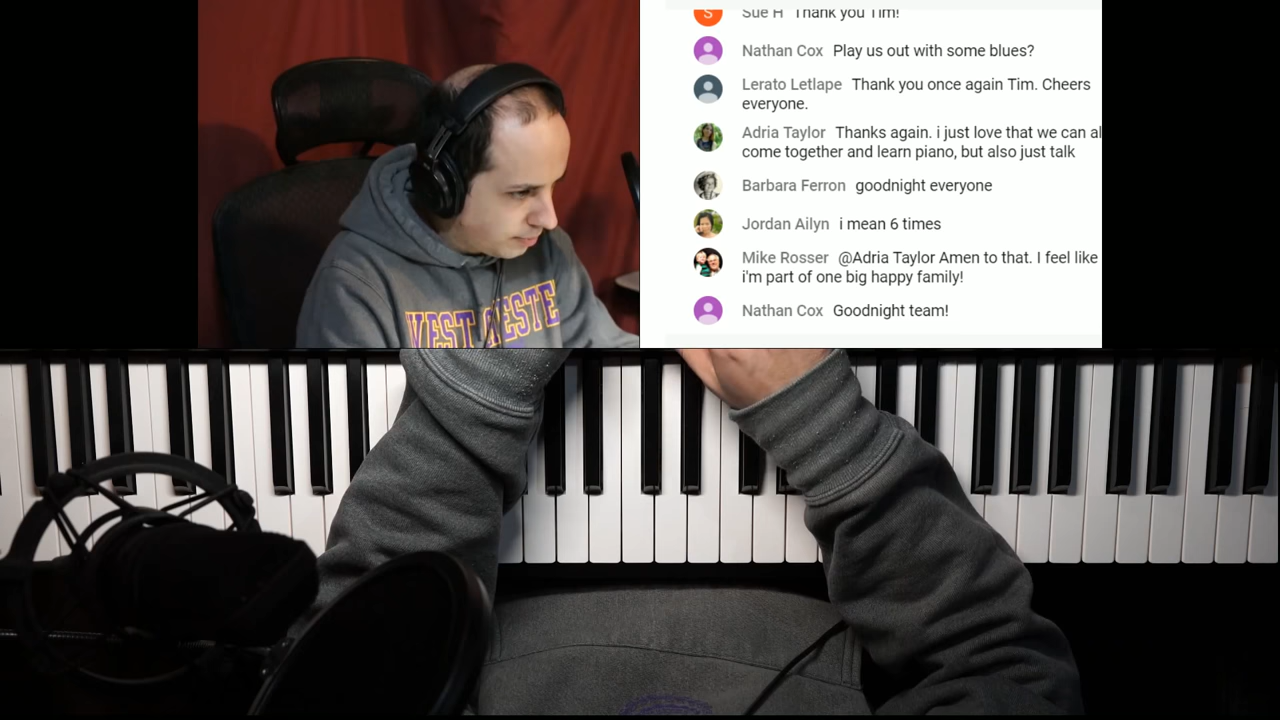 Sue H Thank you Tim!
Nathan Cox Play us out with some blues?
Lerato Letlape Thank you once again Tim. Cheers
everyone.
Adria Taylor Thanks again. i just love that we can al
come together and learn piano, but also just talk
Barbara Ferron goodnight everyone
Jordan Ailyn i mean 6 times
Mike Rosser @Adria Taylor Amen to that. I feel like
i'm part of one big happy family!
Nathan Cox Goodnight team!
S
WEST CHESTE